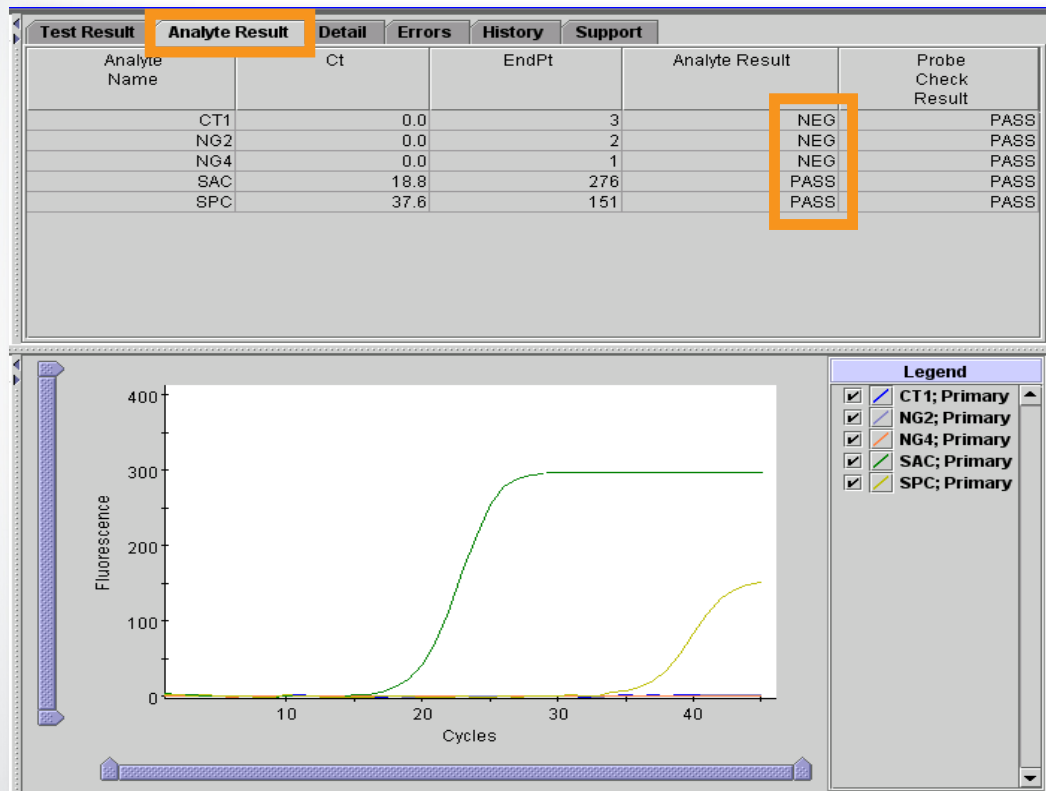 Test Result Analyte Result Detail Errors History Support
Analyte Name Ct EndPt Analyte Result Probe Check Result
CT1 0.0 3 NEG PASS
NG2 0.0 2 NEG PASS
NG4 0.0 1 NEG PASS
SAC 18.8 276 PASS PASS
SPC 37.6 151 PASS PASS
Legend
CT1; Primary
NG2; Primary
NG4; Primary
SAC; Primary
SPC; Primary
400
300
200
100
0
Fluorescence
10 20 30 40
Cycles